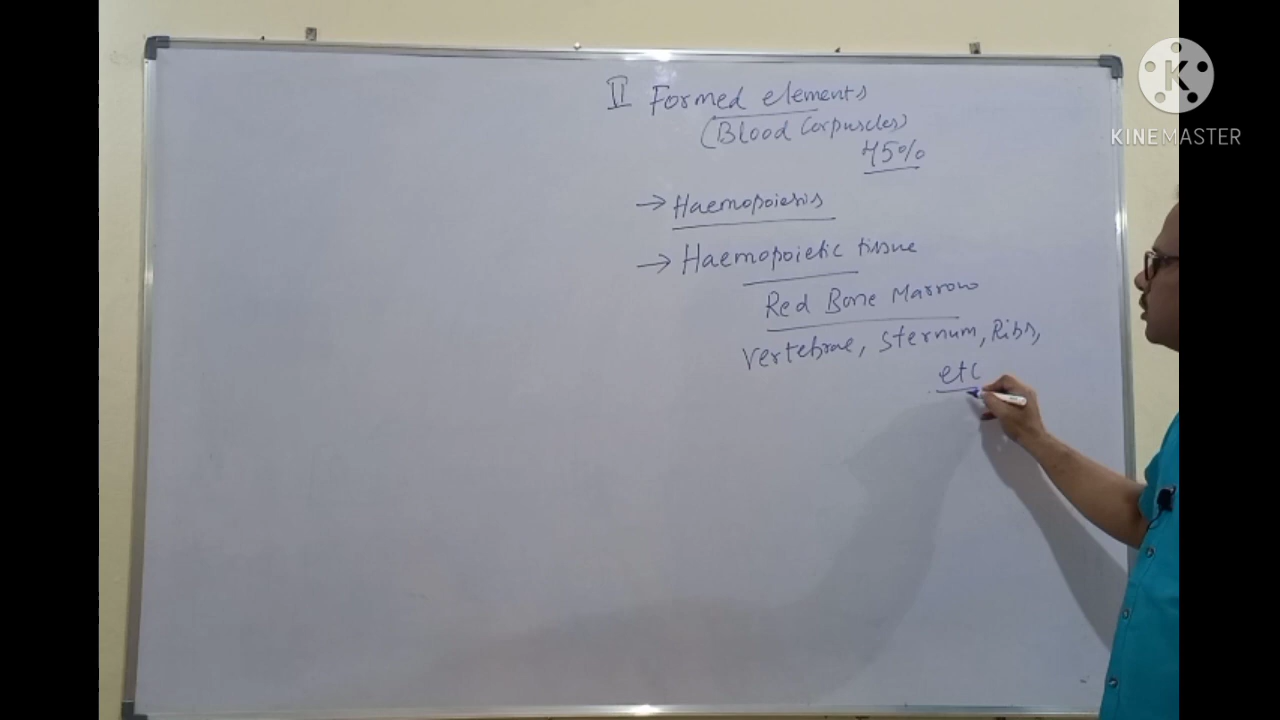 II Formed elements
(Blood Corpuscles)
45%
→ Haemopoiesis
→ Haemopoietic tissue
Red Bone Marrow
Vertebrae, Sternum, Ribs,
etc
K
KINEMASTER